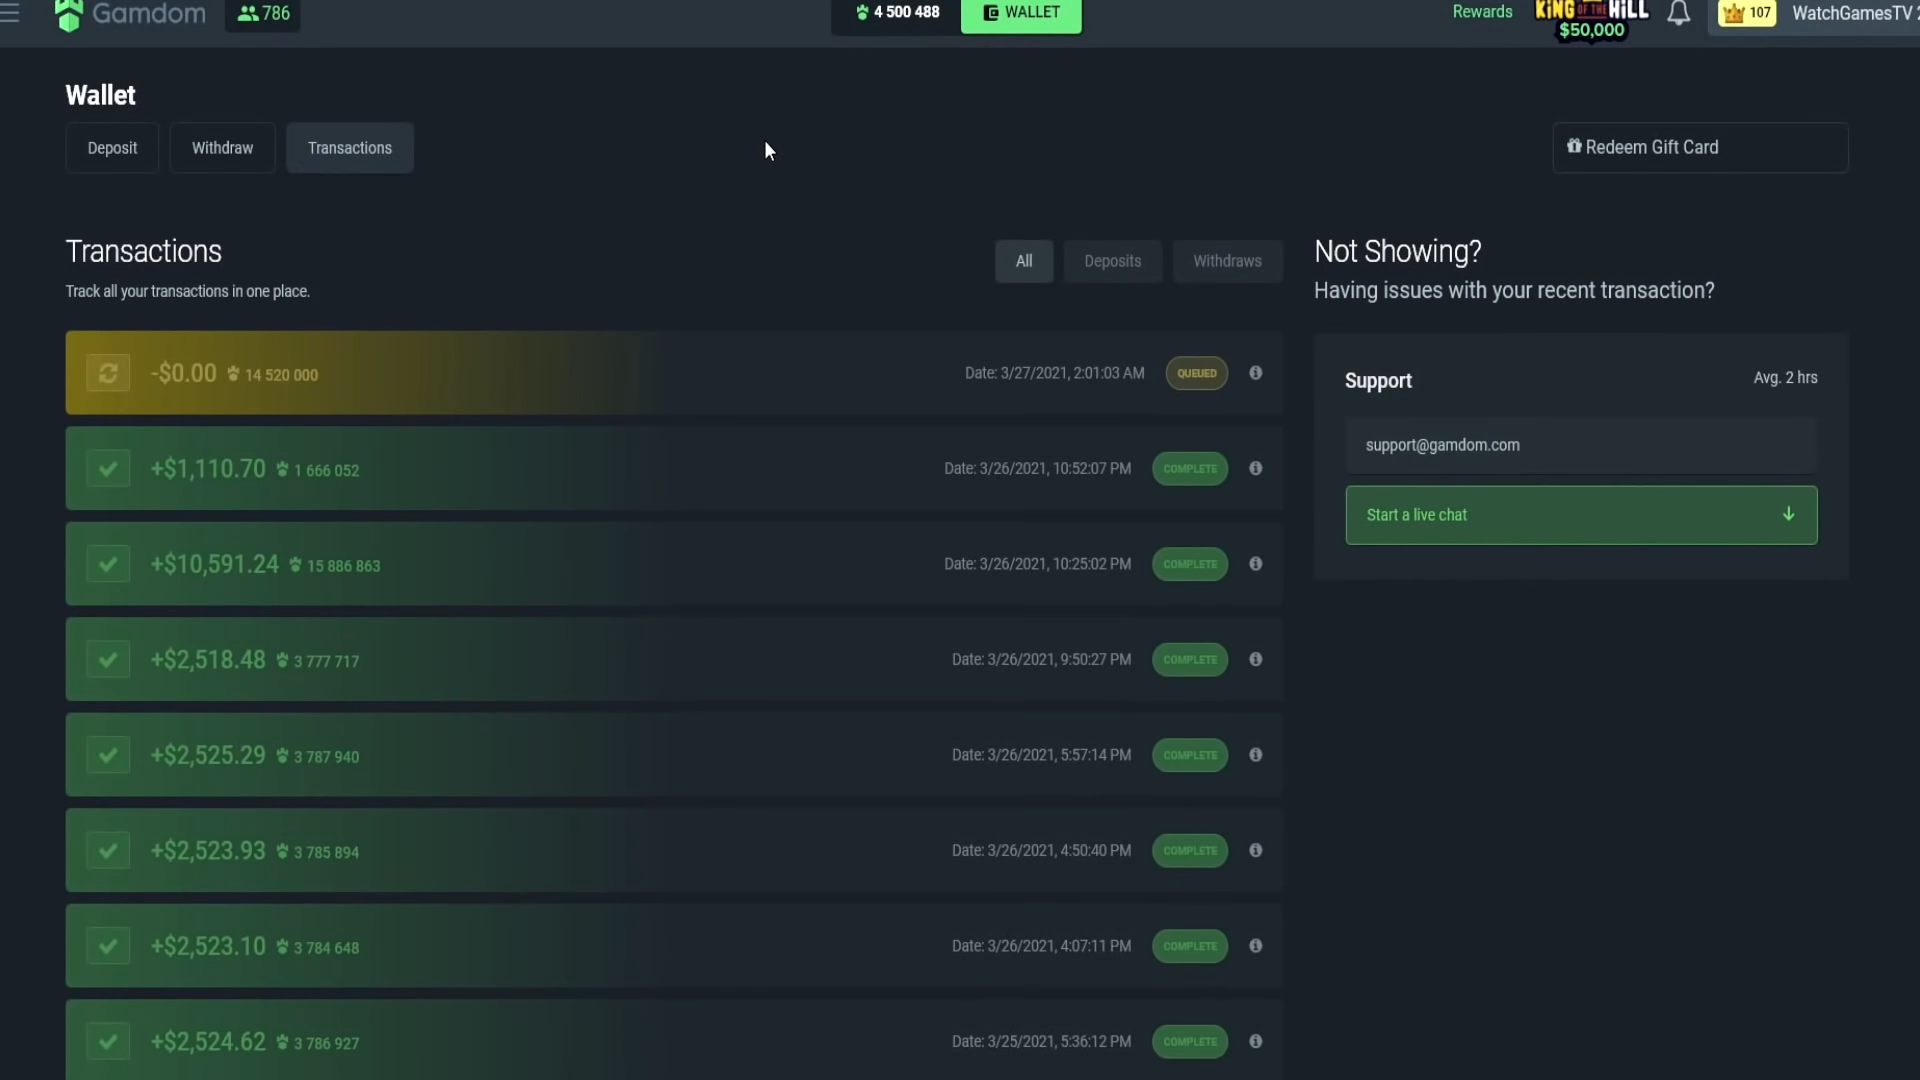 Gamdom
786
4 500 488
WALLET
Rewards
KING OF THE HILL
$50,000
107
WatchGamesTV
Wallet
Deposit
Withdraw
Transactions
Redeem Gift Card
Transactions
Track all your transactions in one place.
All
Deposits
Withdraws
-$0.00 14 520 000 Date: 3/27/2021, 2:01:03 AM QUEUED
+$1,110.70 1 666 052 Date: 3/26/2021, 10:52:07 PM COMPLETE
+$10,591.24 15 886 863 Date: 3/26/2021, 10:25:02 PM COMPLETE
+$2,518.48 3 777 717 Date: 3/26/2021, 9:50:27 PM COMPLETE
+$2,525.29 3 787 940 Date: 3/26/2021, 5:57:14 PM COMPLETE
+$2,523.93 3 785 894 Date: 3/26/2021, 4:50:40 PM COMPLETE
+$2,523.10 3 784 648 Date: 3/26/2021, 4:07:11 PM COMPLETE
+$2,524.62 3 786 927 Date: 3/25/2021, 5:36:12 PM COMPLETE
Not Showing?
Having issues with your recent transaction?
Support
Avg. 2 hrs
support@gamdom.com
Start a live chat